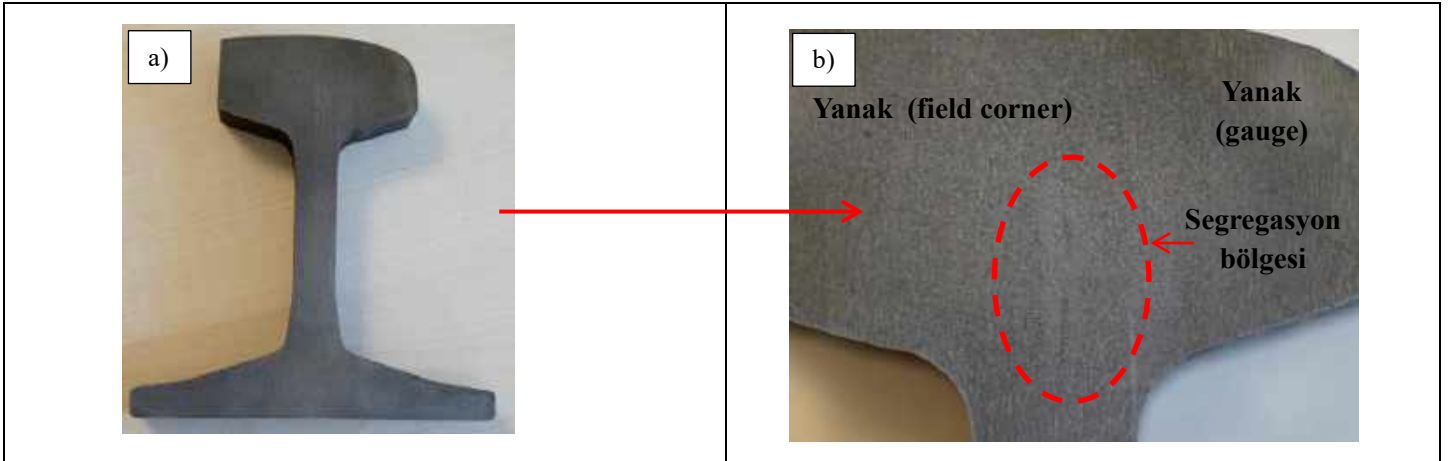 a)
b)
Yanak (field corner)
Yanak
(gauge)
Segregasyon
bölgesi